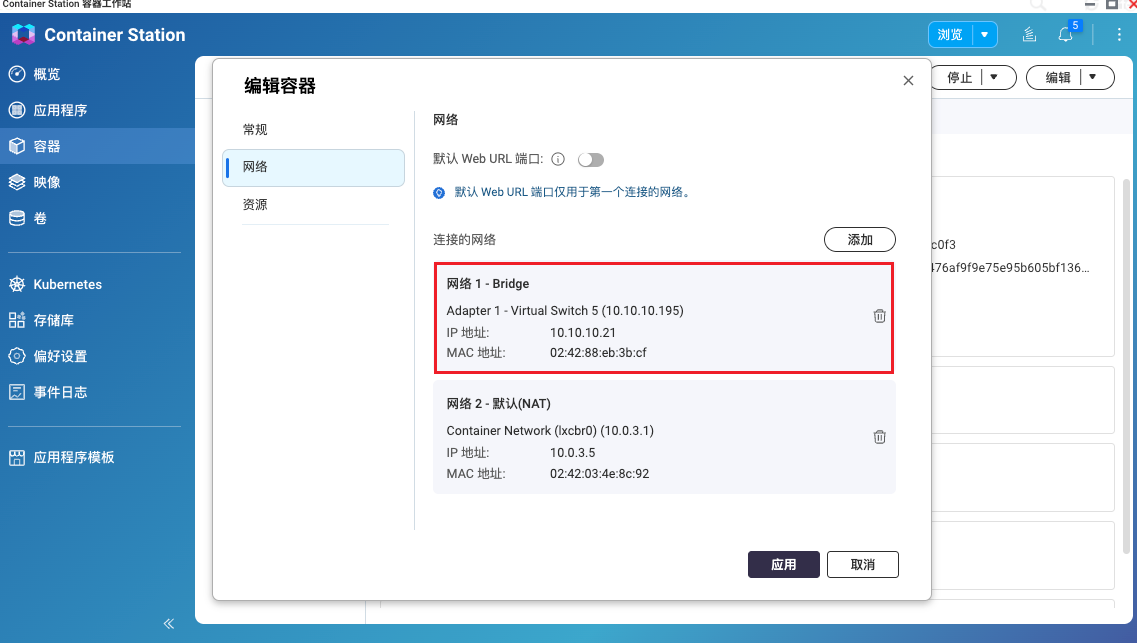 Container Station 容器工作站
Container Station
浏览
5
概览
应用程序
容器
映像
卷
Kubernetes
存储库
偏好设置
事件日志
应用程序模板
停止
编辑
c0f3
476af9f9e75e95b605bf136...
编辑容器
常规
网络
资源
网络
默认 Web URL 端口:
默认 Web URL 端口仅用于第一个连接的网络。
连接的网络
添加
网络 1 - Bridge
Adapter 1 - Virtual Switch 5 (10.10.10.195)
IP 地址: 10.10.10.21
MAC 地址: 02:42:88:eb:3b:cf
网络 2 - 默认(NAT)
Container Network (lxcbr0) (10.0.3.1)
IP 地址: 10.0.3.5
MAC 地址: 02:42:03:4e:8c:92
应用
取消